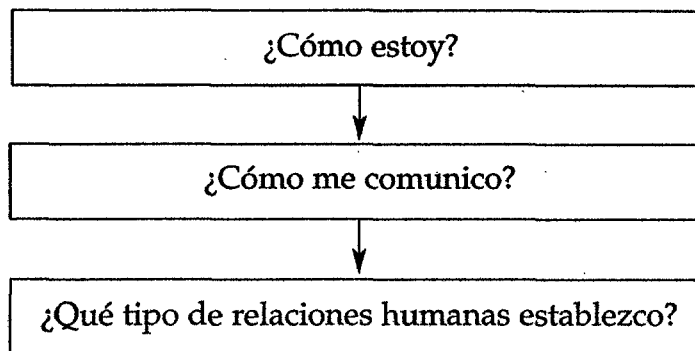 ¿Cómo estoy?
¿Cómo me comunico?
¿Qué tipo de relaciones humanas establezco?